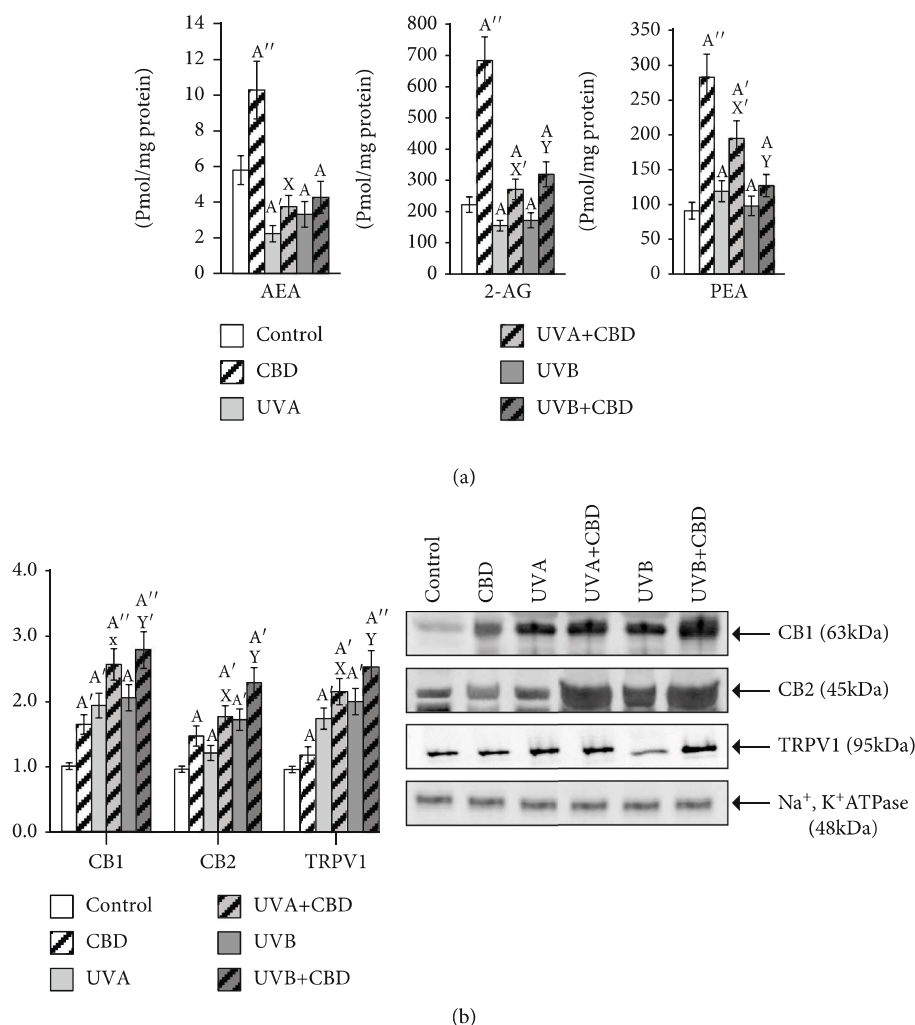 (Pmol/mg protein)
14
12
10
8
6
4
2
0
A′′
A′
X
A
A
AEA
(Pmol/mg protein)
800
700
600
500
400
300
200
100
0
A′′
A
A
X′
A
A
Y
2-AG
(Pmol/mg protein)
350
300
250
200
150
100
50
0
A′′
A
A′
X′
A
A
Y
PEA
Control
CBD
UVA
UVA+CBD
UVB
UVB+CBD
(a)
4.0
3.0
2.0
1.0
0.0
A′
A′
A′′
x
A
A′′
Y′
CB1
A
A
A′
X
A′
A′
Y
CB2
A
A′
A′
X
A′
A′′
Y
TRPV1
Control
CBD
UVA
UVA+CBD
UVB
UVB+CBD
Control
CBD
UVA
UVA+CBD
UVB
UVB+CBD
CB1 (63kDa)
CB2 (45kDa)
TRPV1 (95kDa)
Na⁺, K⁺ATPase
(48kDa)
(b)